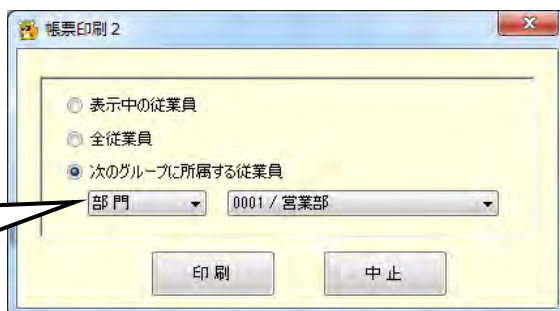 帳票印刷2
表示中の従業員
全従業員
次のグループに所属する従業員
部門 0001 / 営業部
印刷 中止